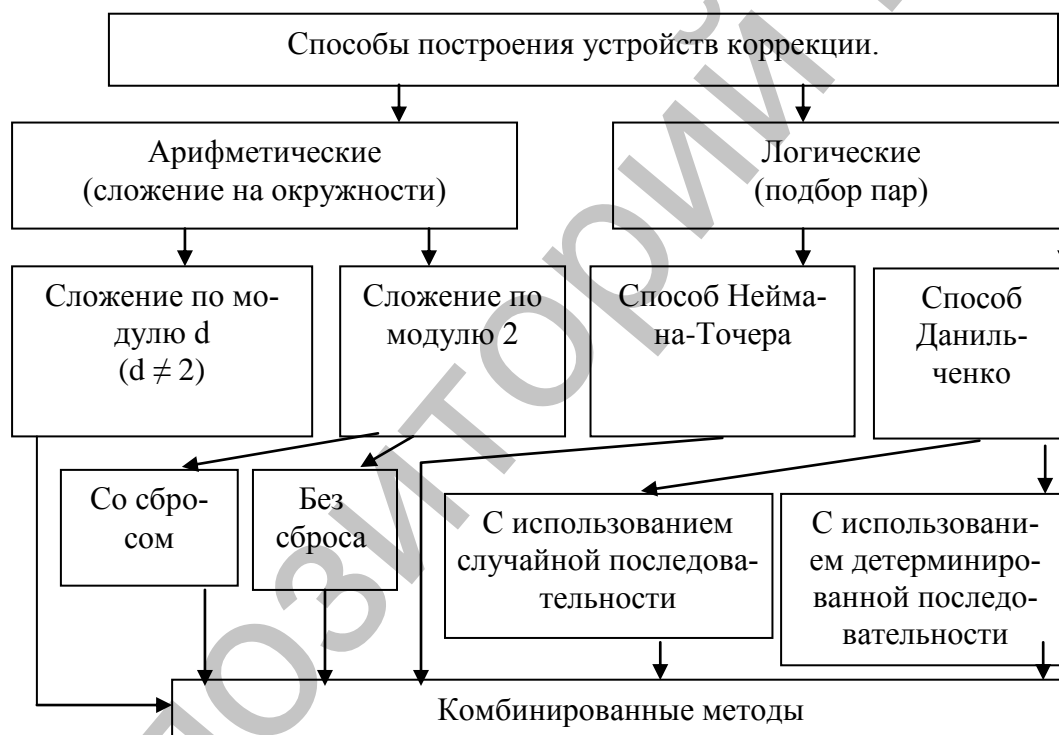 Способы построения устройств коррекции.
Арифметические
(сложение на окружности)
Логические
(подбор пар)
Сложение по мо-
дулю d
(d ≠ 2)
Сложение по
модулю 2
Способ Нейма-
на-Точера
Способ
Даниль-
ченко
Со сбро-
сом
Без
сброса
С использованием
случайной последова-
тельности
С использовани-
ем детерминиро-
ванной последо-
вательности
Комбинированные методы